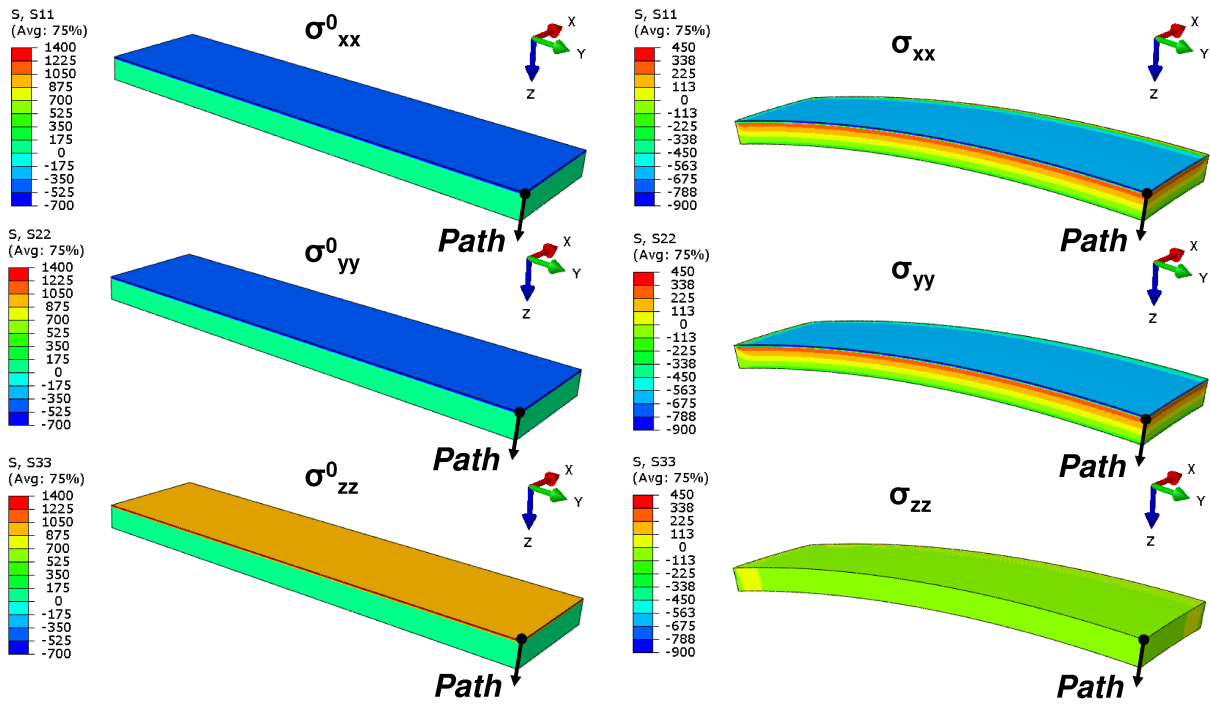 S, S11
(Avg: 75%)
1400
1225
1050
875
700
525
350
175
0
-175
-350
-525
-700
σ⁰xx
X
Y
Z
Path
S, S11
(Avg: 75%)
450
338
225
113
0
-113
-225
-338
-450
-563
-675
-788
-900
σxx
X
Y
Z
Path
S, S22
(Avg: 75%)
1400
1225
1050
875
700
525
350
175
0
-175
-350
-525
-700
σ⁰yy
X
Y
Z
Path
S, S22
(Avg: 75%)
450
338
225
113
0
-113
-225
-338
-450
-563
-675
-788
-900
σyy
X
Y
Z
Path
S, S33
(Avg: 75%)
1400
1225
1050
875
700
525
350
175
0
-175
-350
-525
-700
σ⁰zz
X
Y
Z
Path
S, S33
(Avg: 75%)
450
338
225
113
0
-113
-225
-338
-450
-563
-675
-788
-900
σzz
X
Y
Z
Path